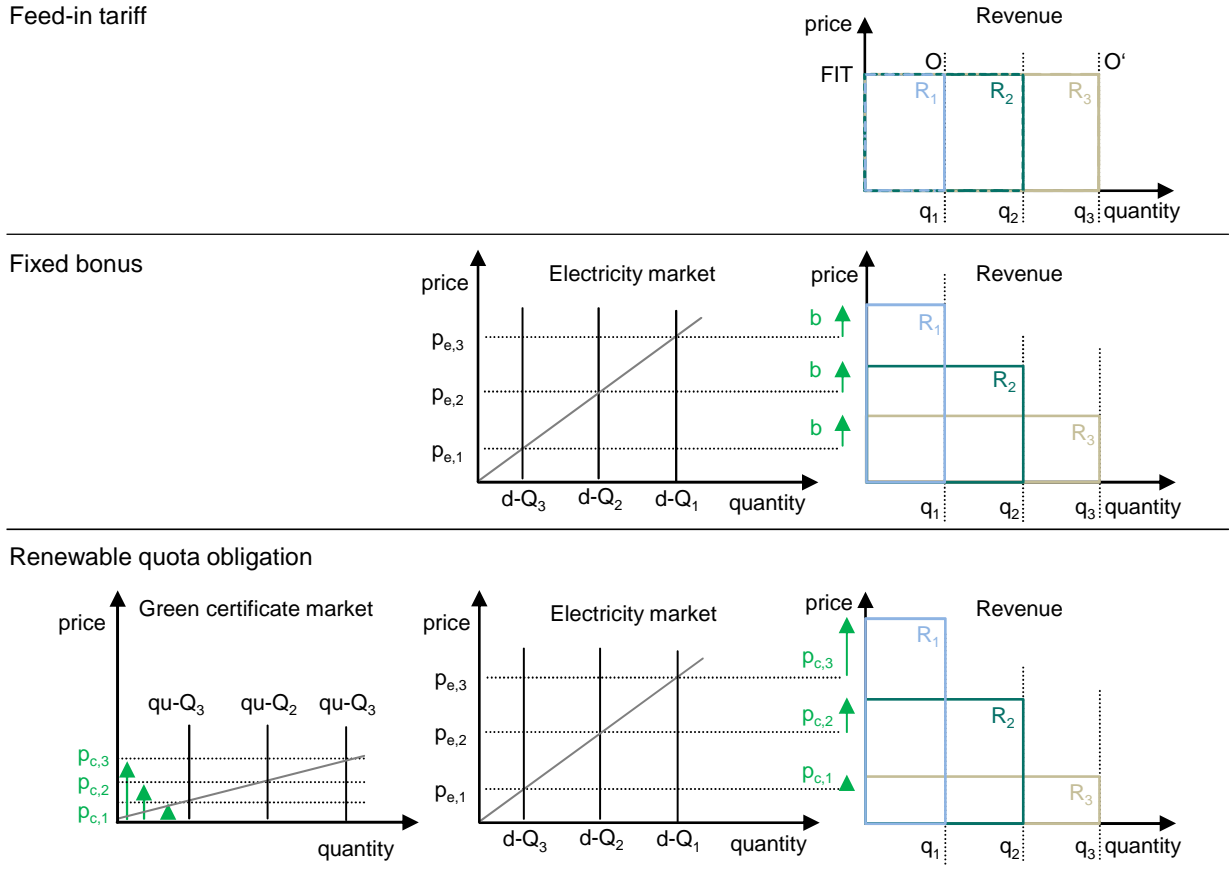 Feed-in tariff
price
Revenue
FIT
O
O'
R1
R2
R3
q1
q2
q3
quantity
Fixed bonus
price
Electricity market
pe,3
pe,2
pe,1
d-Q3
d-Q2
d-Q1
quantity
b
b
b
price
Revenue
R1
R2
R3
q1
q2
q3
quantity
Renewable quota obligation
price
Green certificate market
qu-Q3
qu-Q2
qu-Q3
pc,3
pc,2
pc,1
quantity
price
Electricity market
pe,3
pe,2
pe,1
d-Q3
d-Q2
d-Q1
quantity
pc,3
pc,2
pc,1
price
Revenue
R1
R2
R3
q1
q2
q3
quantity